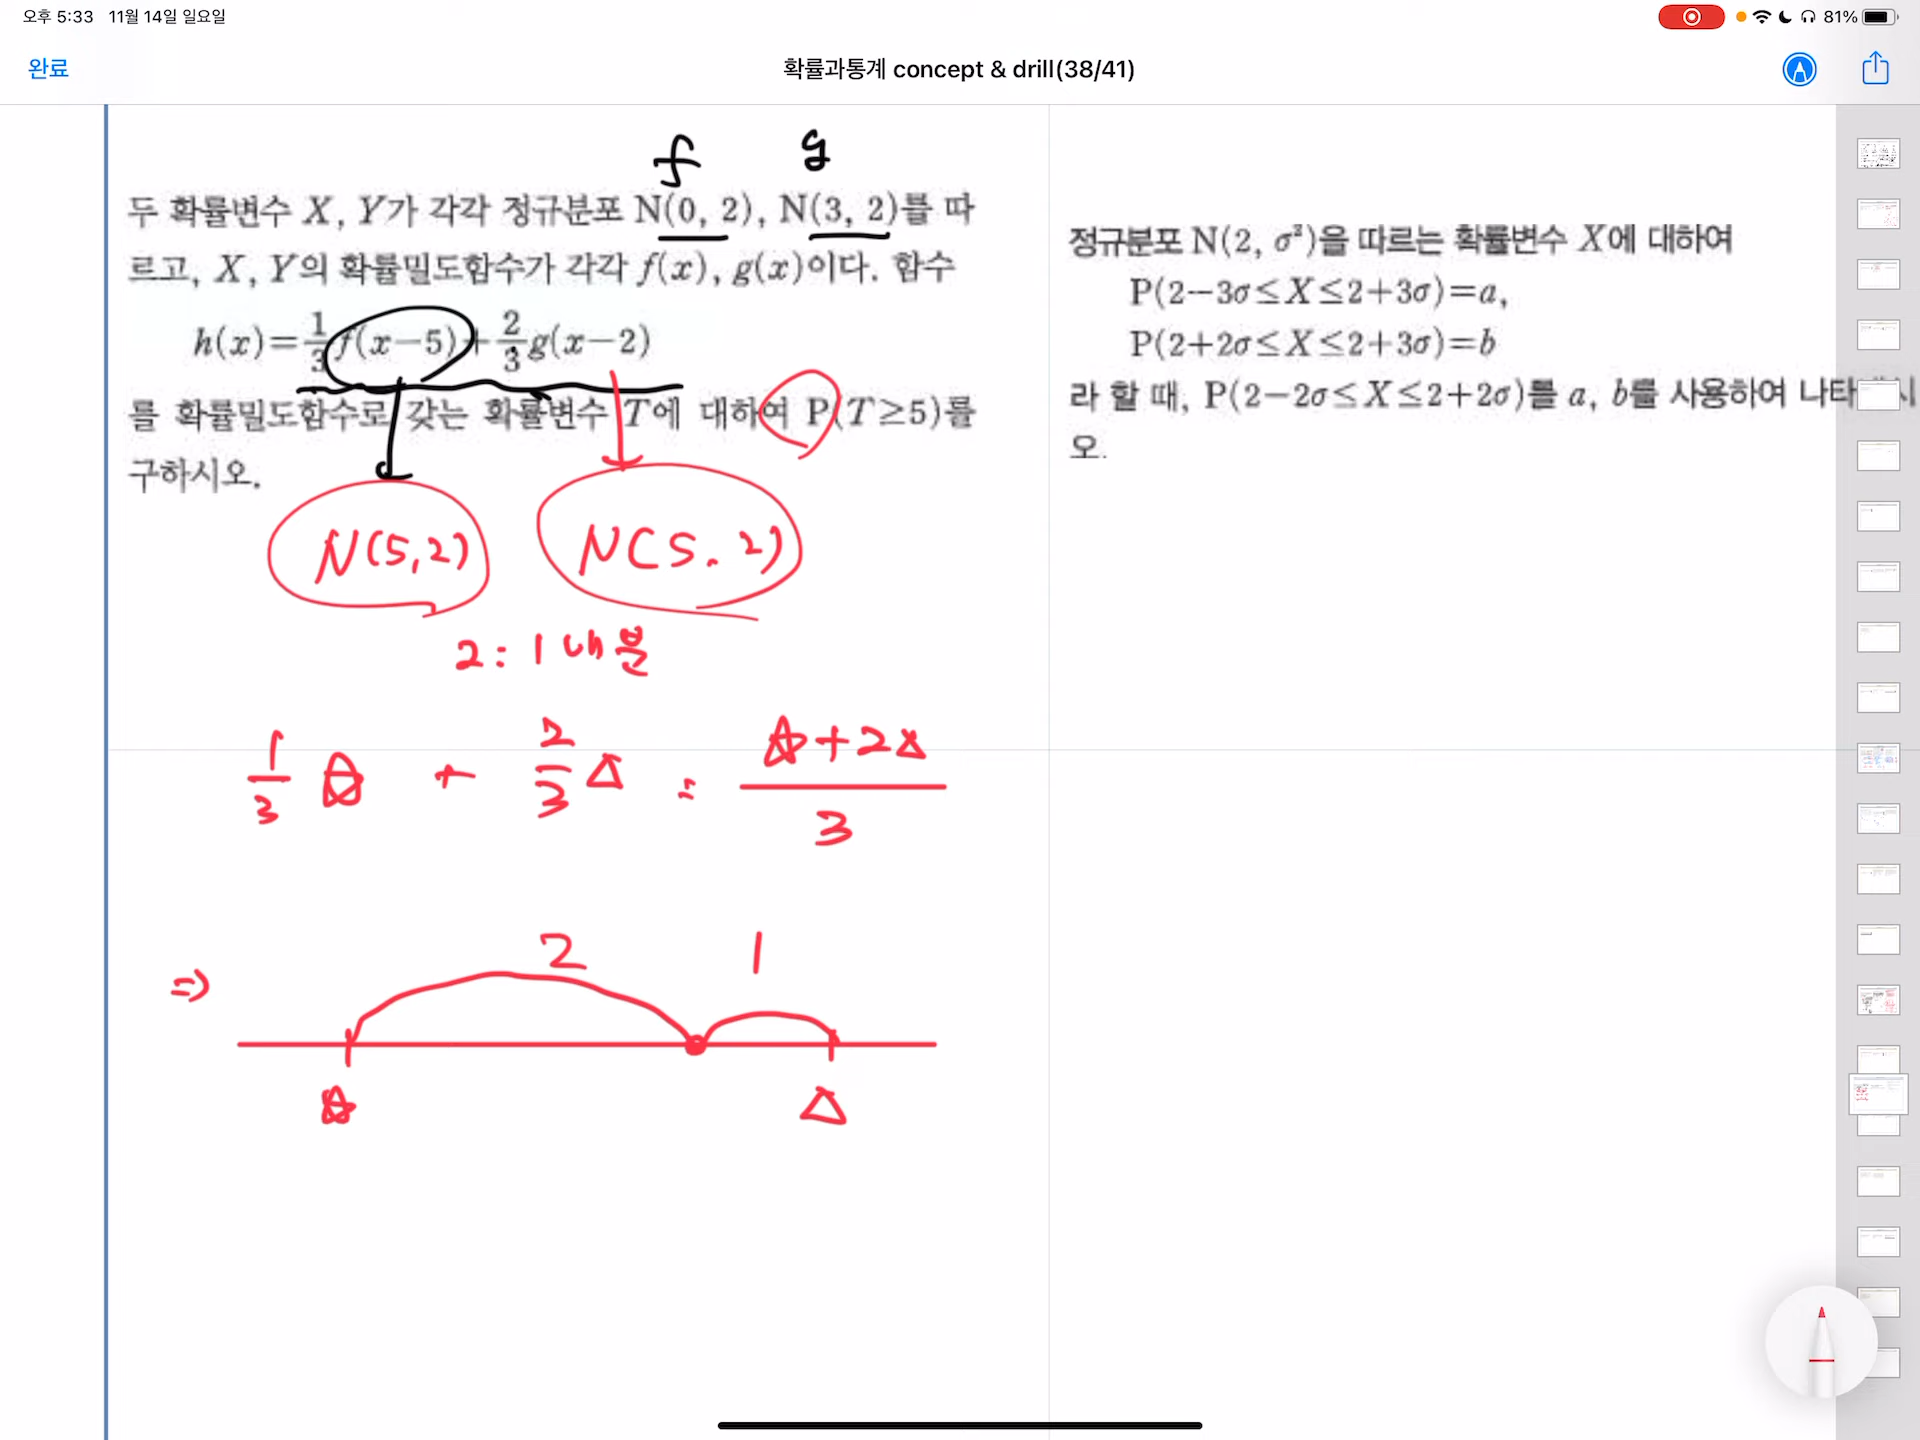 오후 5:33 11월 14일 일요일
81%
완료
확률과통계 concept & drill(38/41)
f g
두 확률변수 X, Y가 각각 정규분포 N(0, 2), N(3, 2)를 따
르고, X, Y의 확률밀도함수가 각각 f(x), g(x)이다. 함수
h(x)=1/3 f(x-5)+2/3 g(x-2)
를 확률밀도함수로 갖는 확률변수 T에 대하여 P(T≥5)를
구하시오.
N(5,2) N(5.2)
2:1 내분
1/3 ☆ + 2/3 △ = (☆+2△)/3
⇒
2 1
☆ △
정규분포 N(2, σ²)을 따르는 확률변수 X에 대하여
P(2-3σ≤X≤2+3σ)=a,
P(2+2σ≤X≤2+3σ)=b
라 할 때, P(2-2σ≤X≤2+2σ)를 a, b를 사용하여 나타
오.